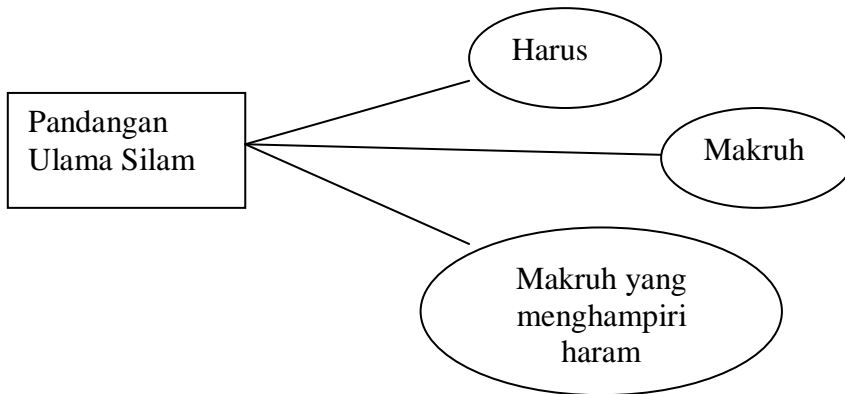 Harus
Pandangan
Ulama Silam
Makruh
Makruh yang
menghampiri
haram